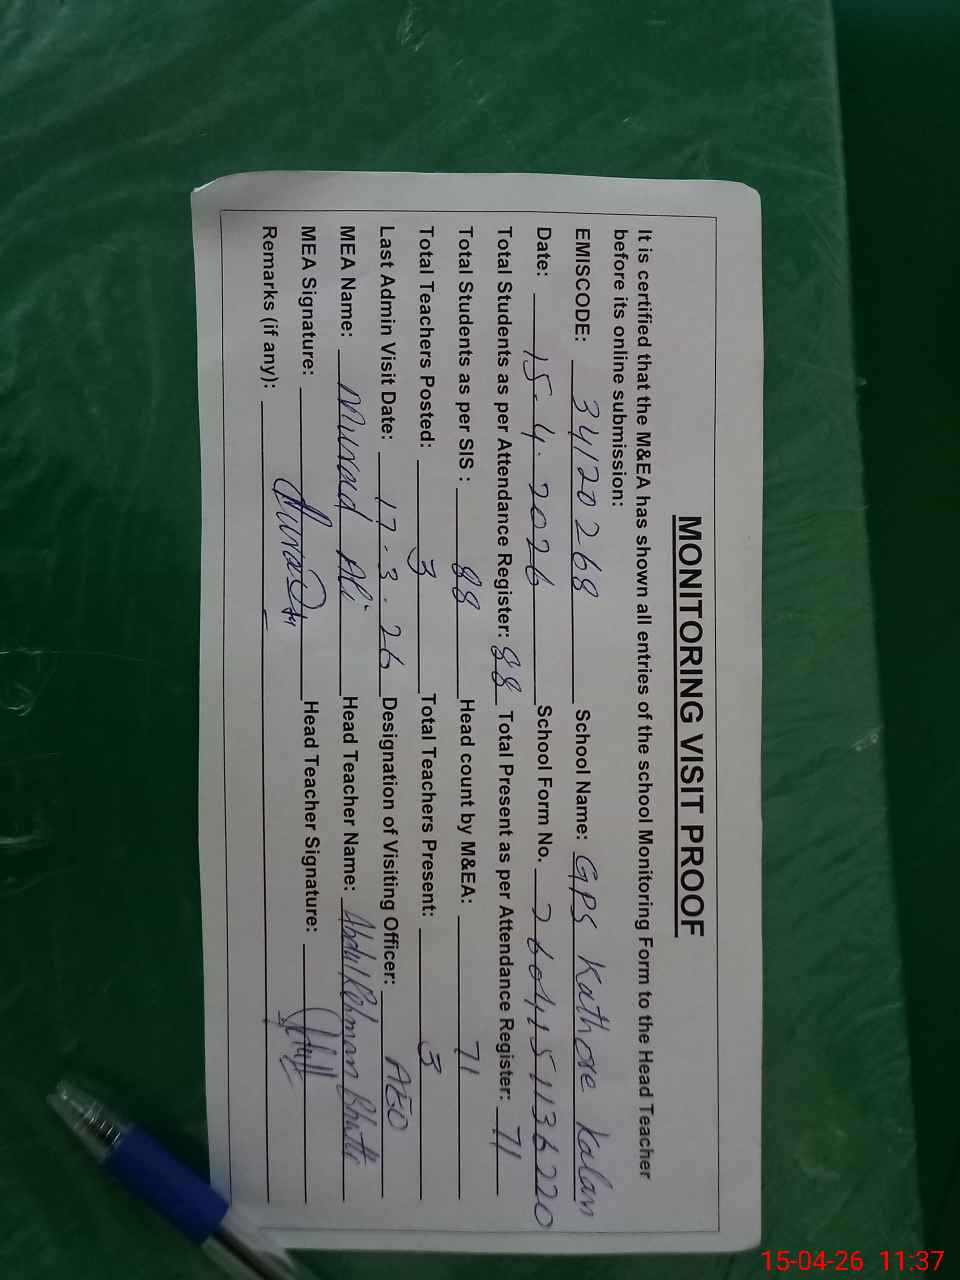 MONITORING VISIT PROOF
It is certified that the M&EA has shown all entries of the school Monitoring Form to the Head Teacher
before its online submission:
EMISCODE: 34120268 School Name: GPS Kathore Kalan
Date: 15.4.2026 School Form No. 2604151136220
Total Students as per Attendance Register: 88 Total Present as per Attendance Register: 71
Total Students as per SIS : 88 Head count by M&EA: 71
Total Teachers Posted: 3 Total Teachers Present: 3
Last Admin Visit Date: 17.3.26 Designation of Visiting Officer: AEO
MEA Name: Murad Ali Head Teacher Name: Abdul Rehman Bhatti
MEA Signature: Head Teacher Signature:
Remarks (if any):
15-04-26 11:37